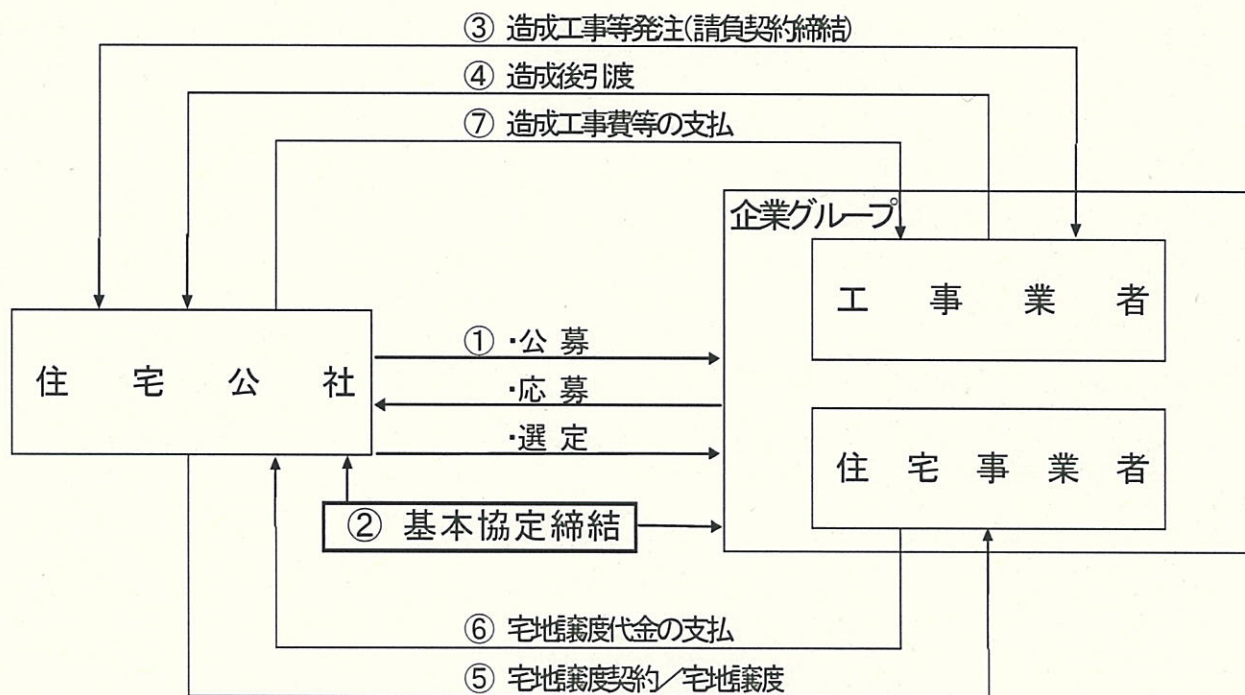 ③ 造成工事等発注(請負契約締結)
④ 造成後引渡
⑦ 造成工事費等の支払
企業グループ
工事業者
住宅公社
① ・公募
・応募
・選定
住宅事業者
② 基本協定締結
⑥ 宅地譲渡代金の支払
⑤ 宅地譲渡契約／宅地譲渡